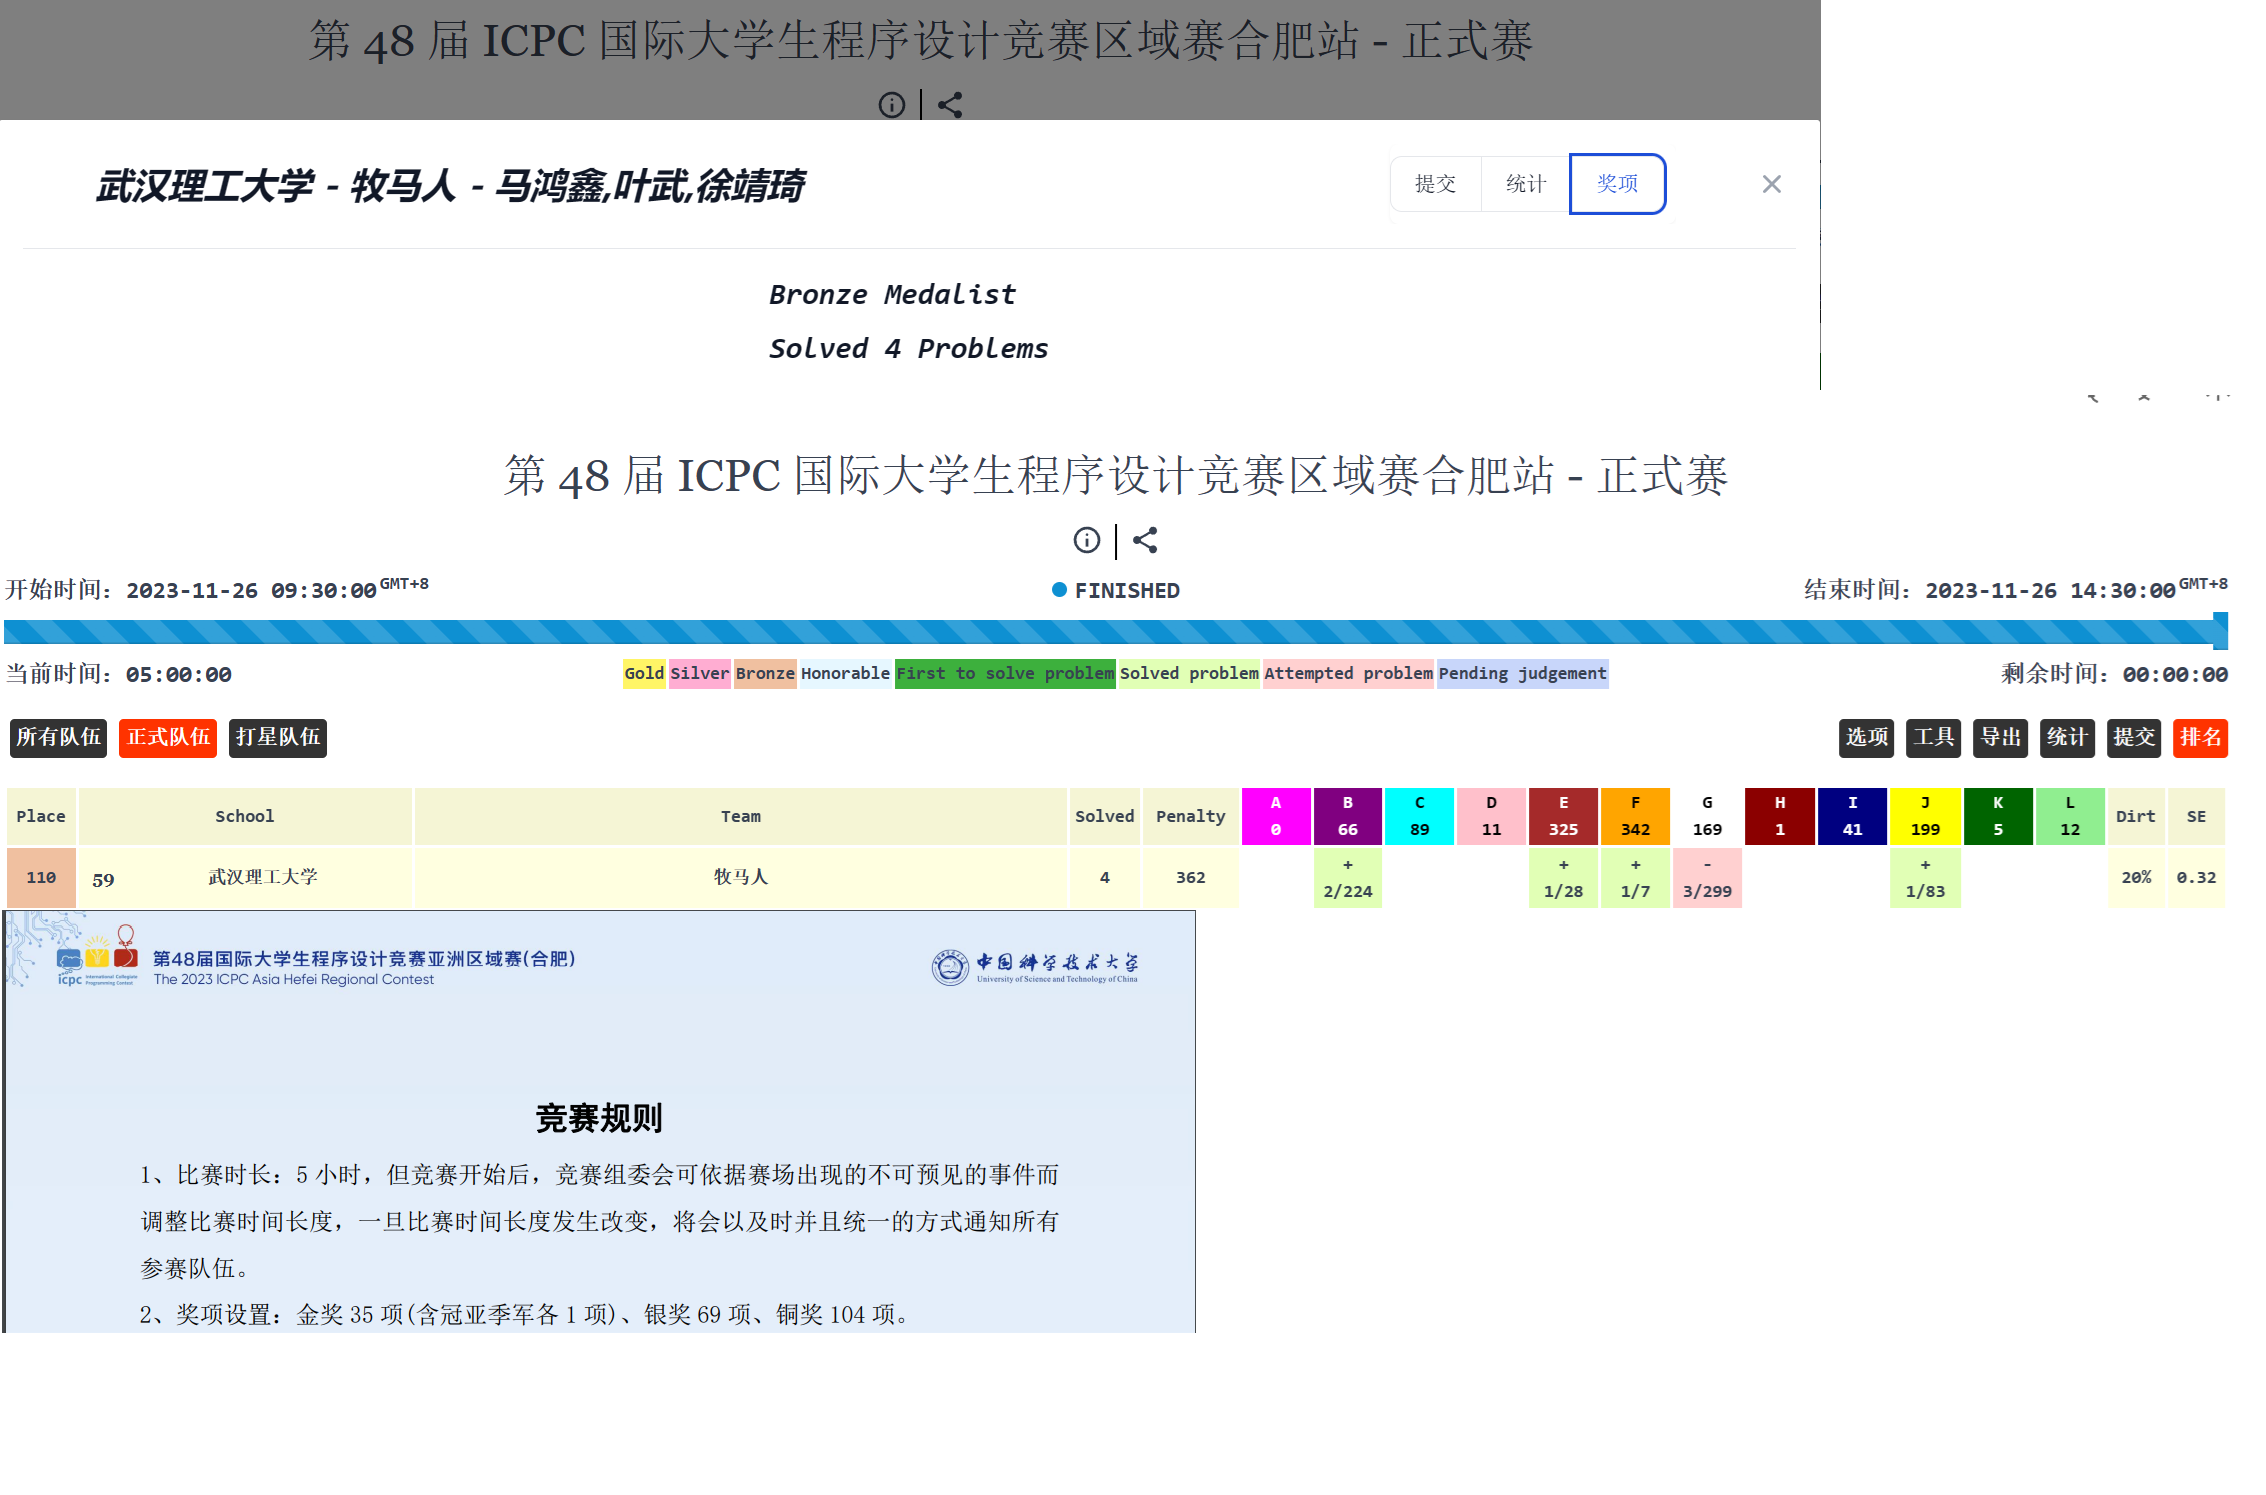 第 48 届 ICPC 国际大学生程序设计竞赛区域赛合肥站 - 正式赛
武汉理工大学 - 牧马人 - 马鸿鑫,叶武,徐靖琦
提交 统计 奖项
Bronze Medalist
Solved 4 Problems
第 48 届 ICPC 国际大学生程序设计竞赛区域赛合肥站 - 正式赛
开始时间：2023-11-26 09:30:00 GMT+8 FINISHED 结束时间：2023-11-26 14:30:00 GMT+8
当前时间：05:00:00 Gold Silver Bronze Honorable First to solve problem Solved problem Attempted problem Pending judgement 剩余时间：00:00:00
所有队伍 正式队伍 打星队伍 选项 工具 导出 统计 提交 排名
Place School Team Solved Penalty A B C D E F G H I J K L Dirt SE
0 66 89 11 325 342 169 1 41 199 5 12
110 59 武汉理工大学 牧马人 4 362 + + + - + 20% 0.32
2/224 1/28 1/7 3/299 1/83
第48届国际大学生程序设计竞赛亚洲区域赛(合肥) 中国科学技术大学
icpc International Collegiate Programming Contest The 2023 ICPC Asia Hefei Regional Contest University of Science and Technology of China
竞赛规则
1、比赛时长：5 小时，但竞赛开始后，竞赛组委会可依据赛场出现的不可预见的事件而
调整比赛时间长度，一旦比赛时间长度发生改变，将会以及时并且统一的方式通知所有
参赛队伍。
2、奖项设置：金奖 35 项(含冠亚季军各 1 项)、银奖 69 项、铜奖 104 项。